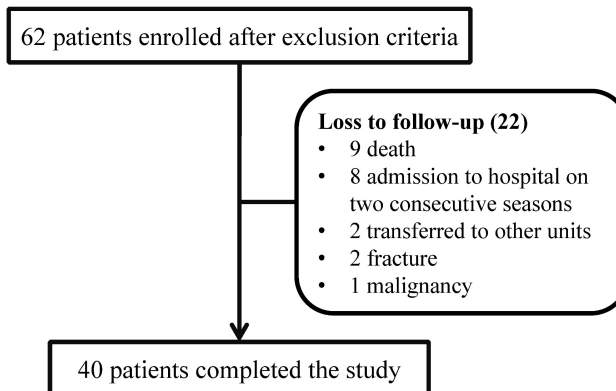 62 patients enrolled after exclusion criteria
Loss to follow-up (22)
• 9 death
• 8 admission to hospital on
two consecutive seasons
• 2 transferred to other units
• 2 fracture
• 1 malignancy
40 patients completed the study